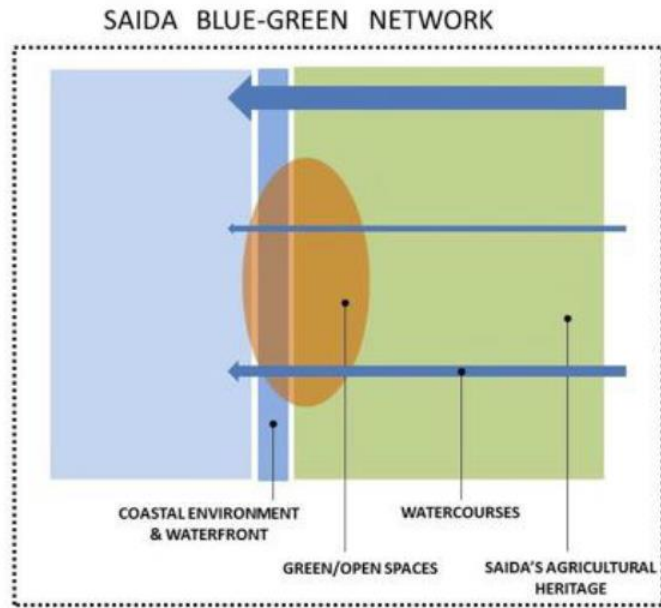 SAIDA BLUE-GREEN NETWORK
COASTAL ENVIRONMENT
& WATERFRONT
WATERCOURSES
GREEN/OPEN SPACES
SAIDA'S AGRICULTURAL
HERITAGE